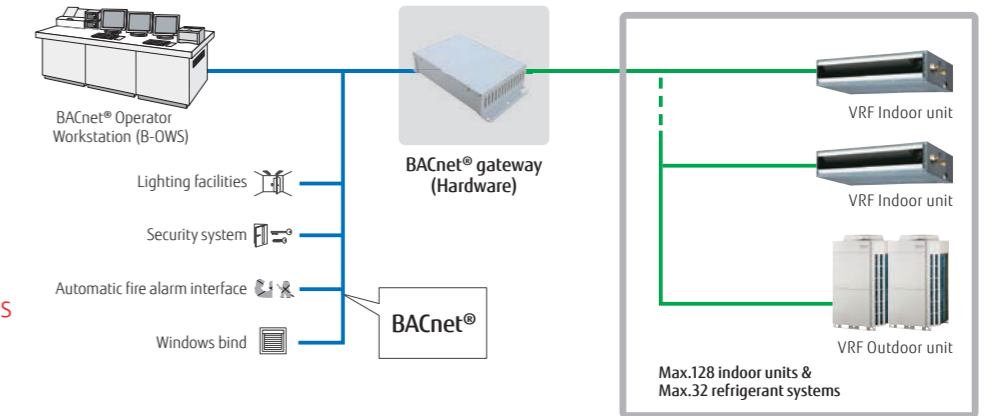 BACnet® Operator
Workstation (B-OWS)
Lighting facilities
Security system
Automatic fire alarm interface
Windows bind
S
BACnet®
BACnet® gateway
(Hardware)
VRF Indoor unit
VRF Indoor unit
VRF Outdoor unit
Max.128 indoor units &
Max.32 refrigerant systems